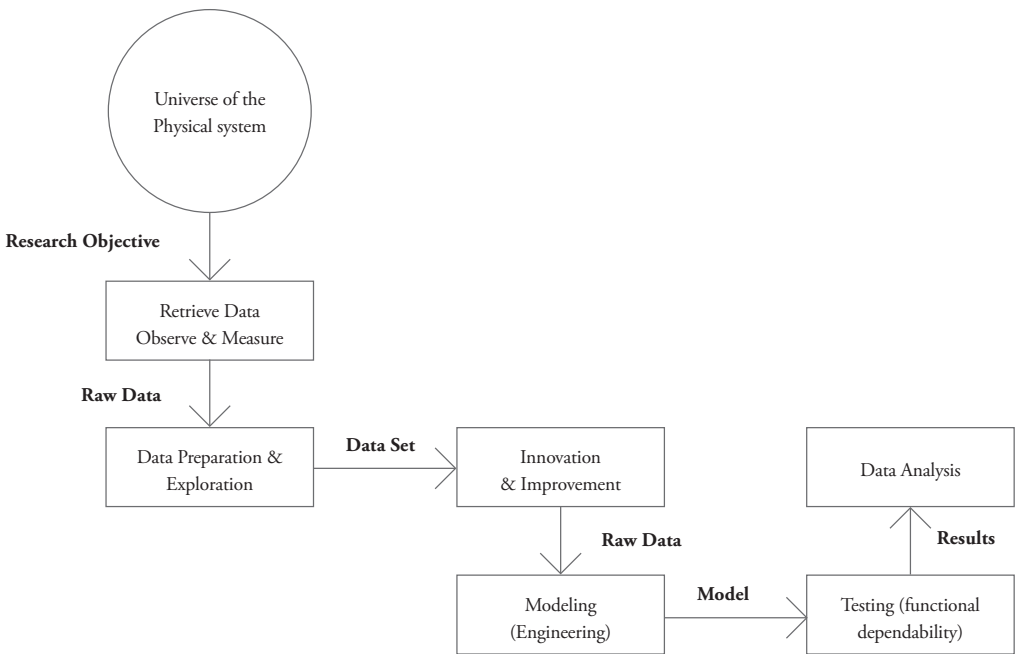 Universe of the
Physical system
Research Objective
Retrieve Data
Observe & Measure
Raw Data
Data Preparation &
Exploration
Data Set
Innovation
& Improvement
Raw Data
Modeling
(Engineering)
Model
Testing (functional
dependability)
Results
Data Analysis